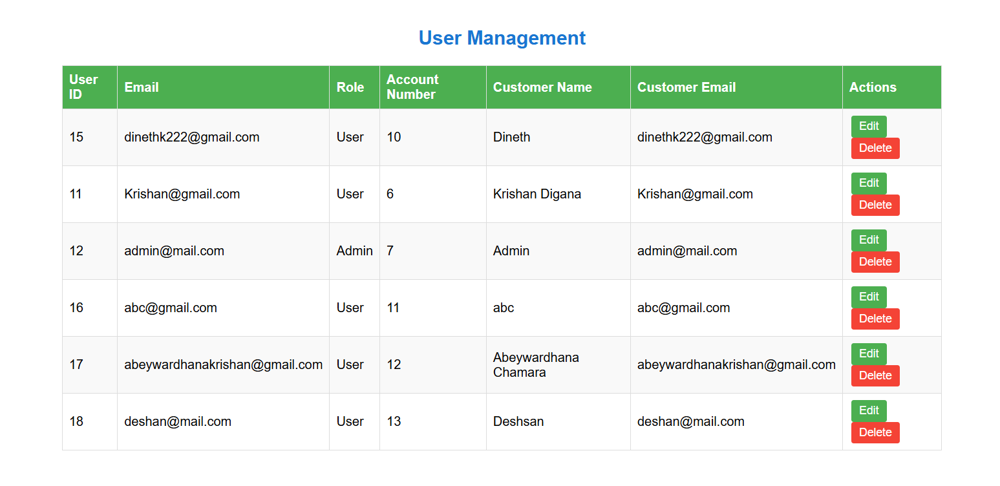 User Management
User ID Email Role Account Number Customer Name Customer Email Actions
15 dinethk222@gmail.com User 10 Dineth dinethk222@gmail.com Edit Delete
11 Krishan@gmail.com User 6 Krishan Digana Krishan@gmail.com Edit Delete
12 admin@mail.com Admin 7 Admin admin@mail.com Edit Delete
16 abc@gmail.com User 11 abc abc@gmail.com Edit Delete
17 abeywardhanakrishan@gmail.com User 12 Abeywardhana Chamara abeywardhanakrishan@gmail.com Edit Delete
18 deshan@mail.com User 13 Deshsan deshan@mail.com Edit Delete